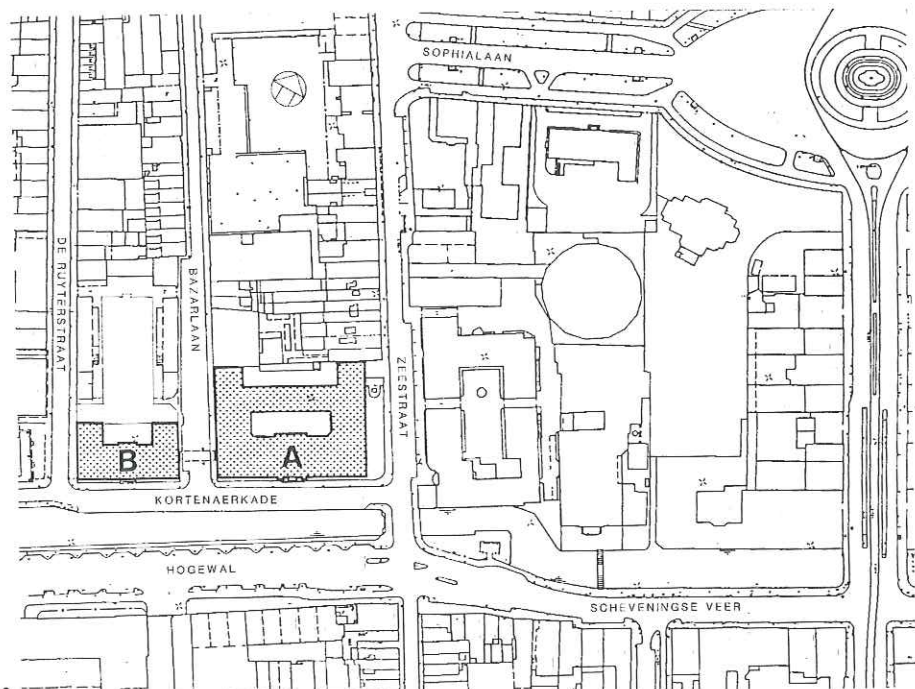 SOPHIALAAN
DE RUYTERSTRAAT
BAZARLAAN
ZEESTRAAT
B
A
KORTENAERKADE
HOGEWAL
SCHEVENINGSE VEER